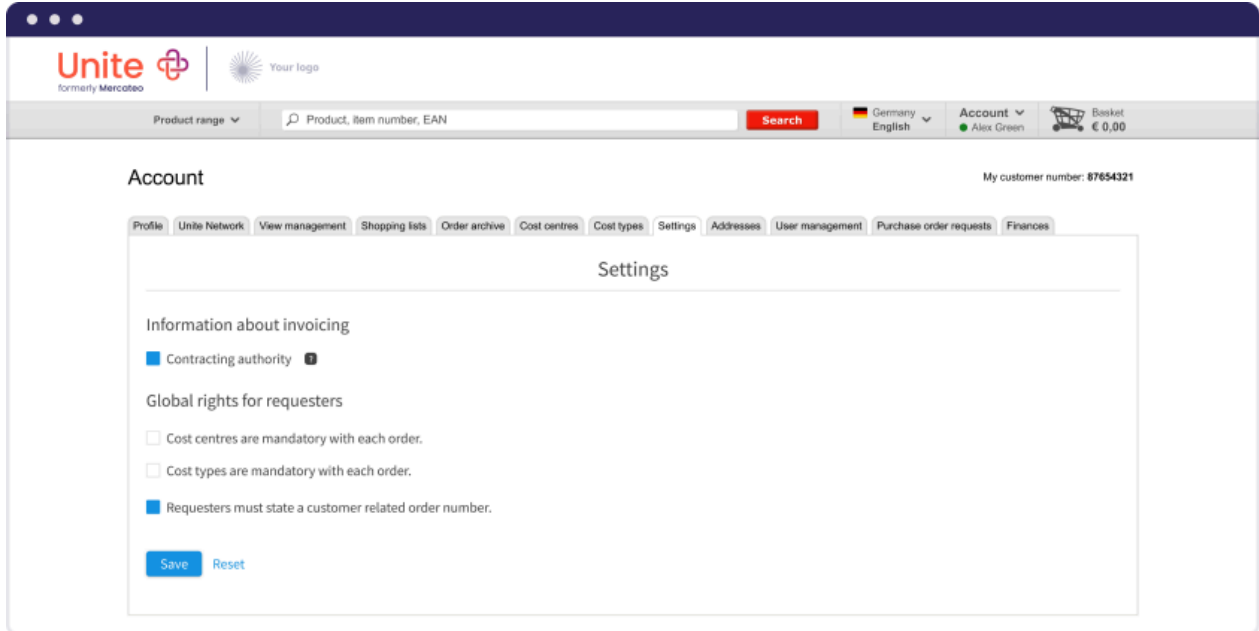 Unite
formerly Mercateo
Your logo
Product range
Product, item number, EAN
Search
Germany
English
Account
Alex Green
Basket
€ 0,00
Account
My customer number: 87654321
Profile Unite Network View management Shopping lists Order archive Cost centres Cost types Settings Addresses User management Purchase order requests Finances
Settings
Information about invoicing
Contracting authority ?
Global rights for requesters
Cost centres are mandatory with each order.
Cost types are mandatory with each order.
Requesters must state a customer related order number.
Save Reset